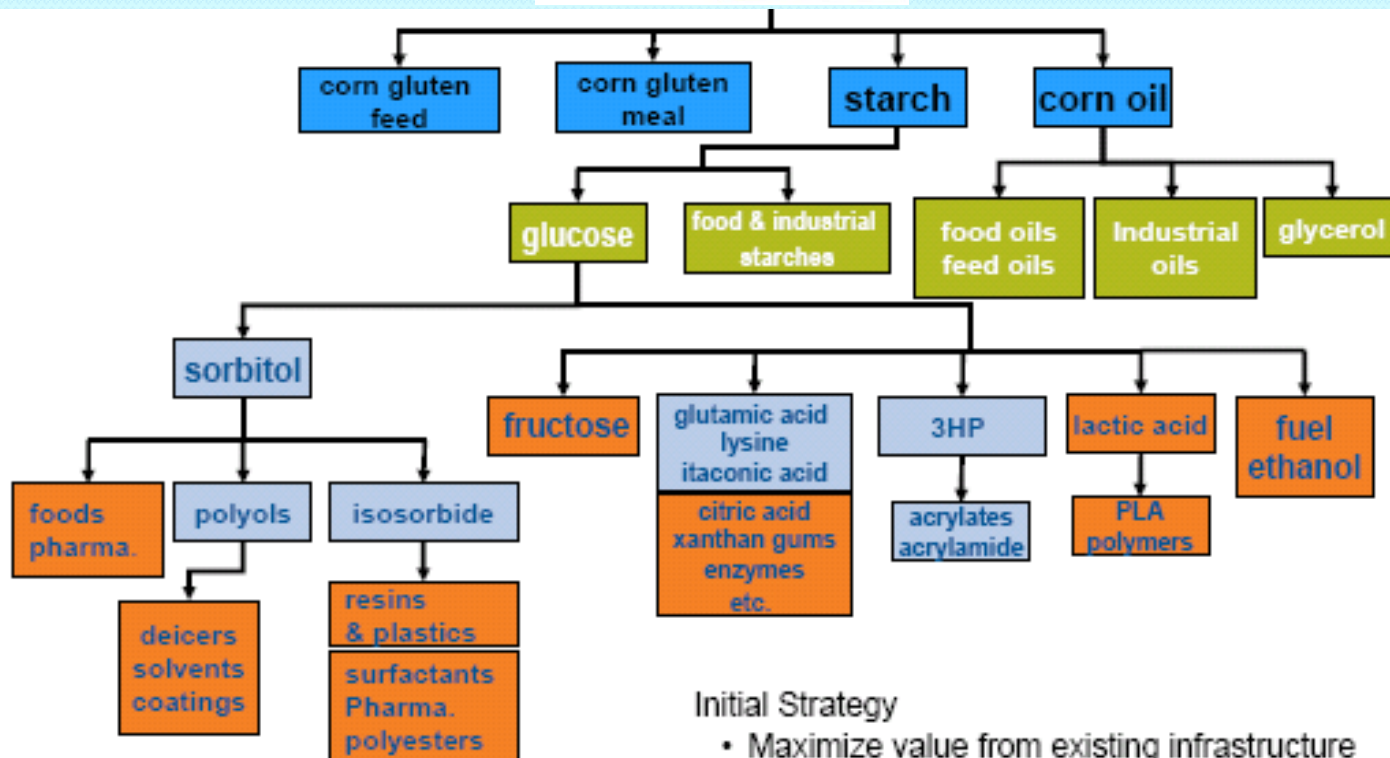 corn gluten
feed
corn gluten
meal
starch
corn oil
glucose
food & industrial
starches
food oils
feed oils
Industrial
oils
glycerol
sorbitol
fructose
glutamic acid
lysine
itaconic acid
citric acid
xanthan gums
enzymes
etc.
3HP
acrylates
acrylamide
lactic acid
PLA
polymers
fuel
ethanol
foods
pharma.
polyols
isosorbide
deicers
solvents
coatings
resins
& plastics
surfactants
Pharma.
polyesters
Initial Strategy
• Maximize value from existing infrastructure